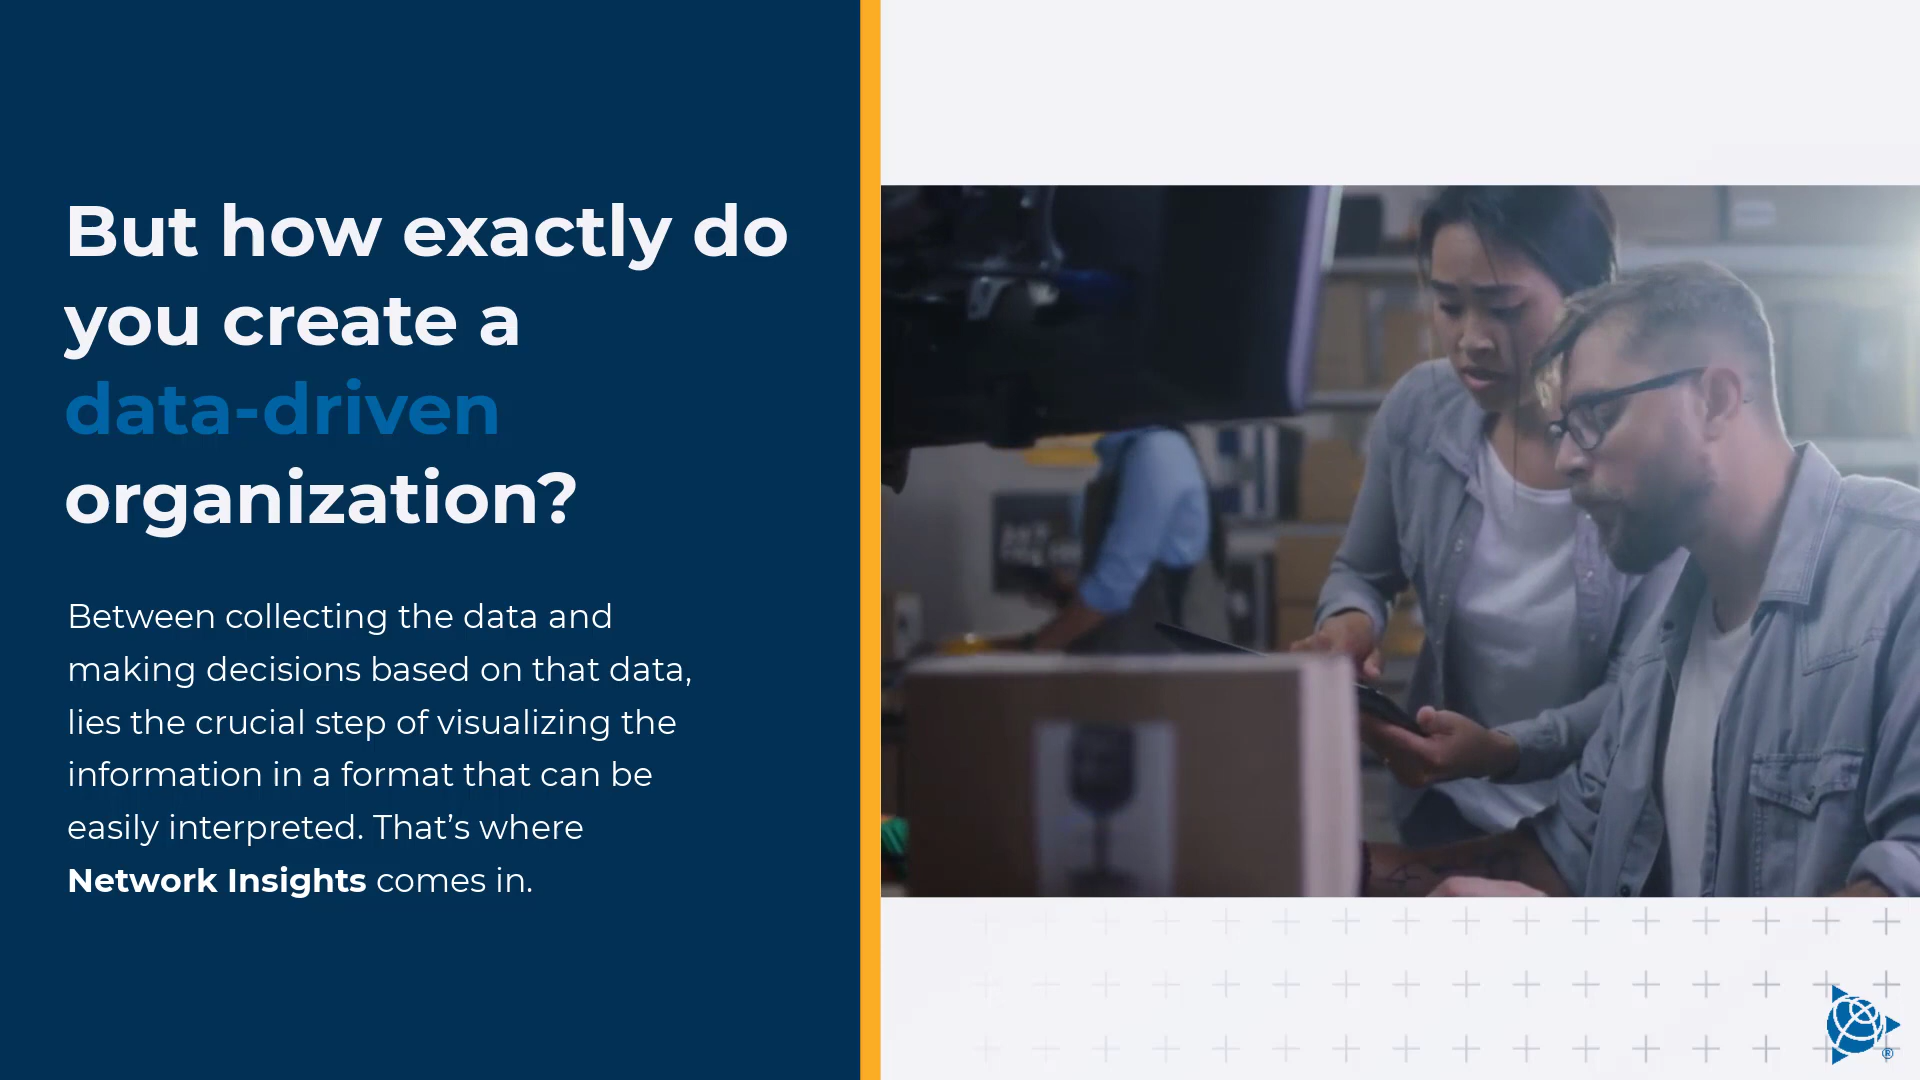 But how exactly do
you create a
data-driven
organization?
Between collecting the data and
making decisions based on that data,
lies the crucial step of visualizing the
information in a format that can be
easily interpreted. That’s where
Network Insights comes in.
®